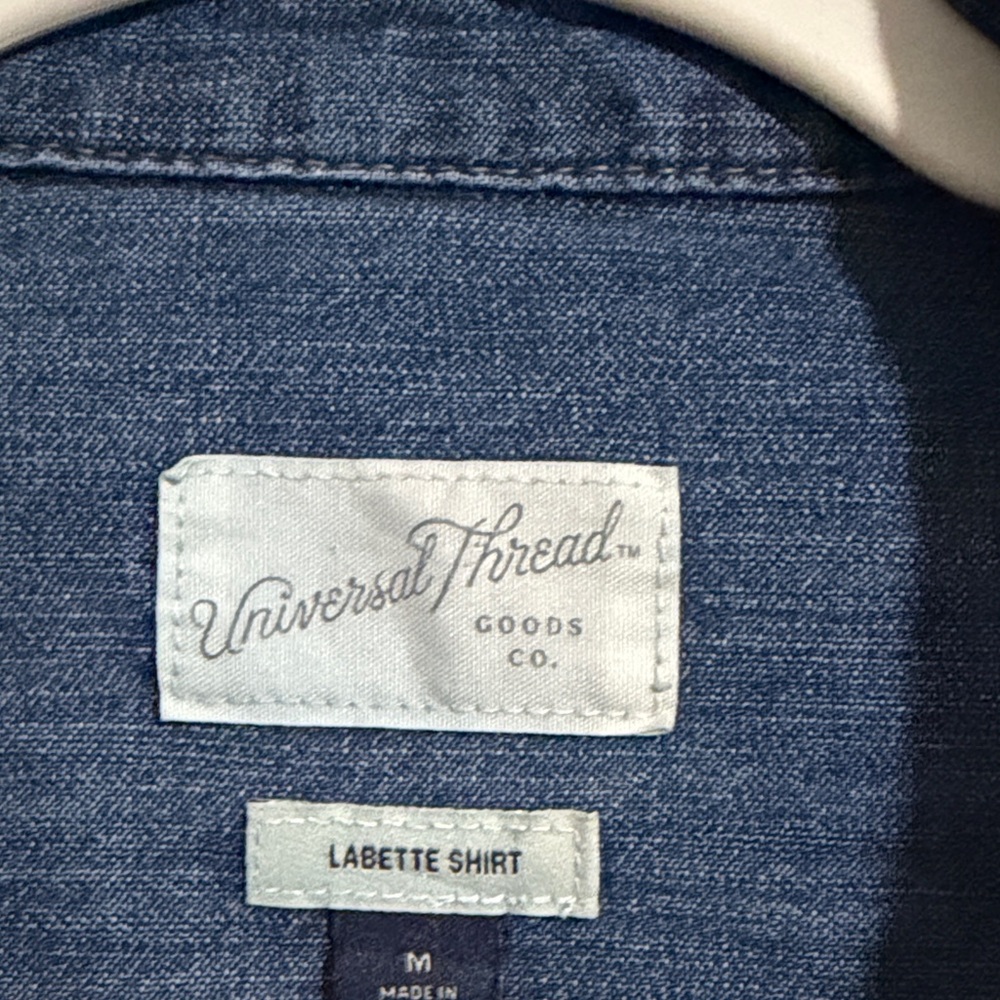 Universal Thread™
GOODS
CO.
LABETTE SHIRT
M
MADE IN